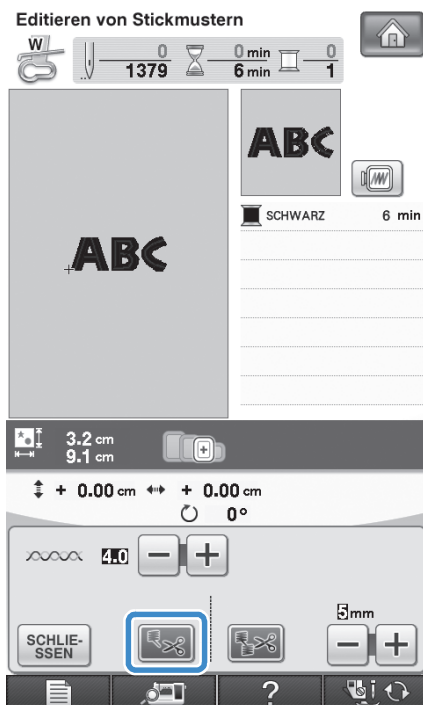 Editieren von Stickmustern
W
0
1379
0 min
6 min
0
1
ABC
ABC
SCHWARZ 6 min
3.2 cm
9.1 cm
+ 0.00 cm + 0.00 cm
0°
4.0 − +
5mm
SCHLIE-
SSEN
− +
?